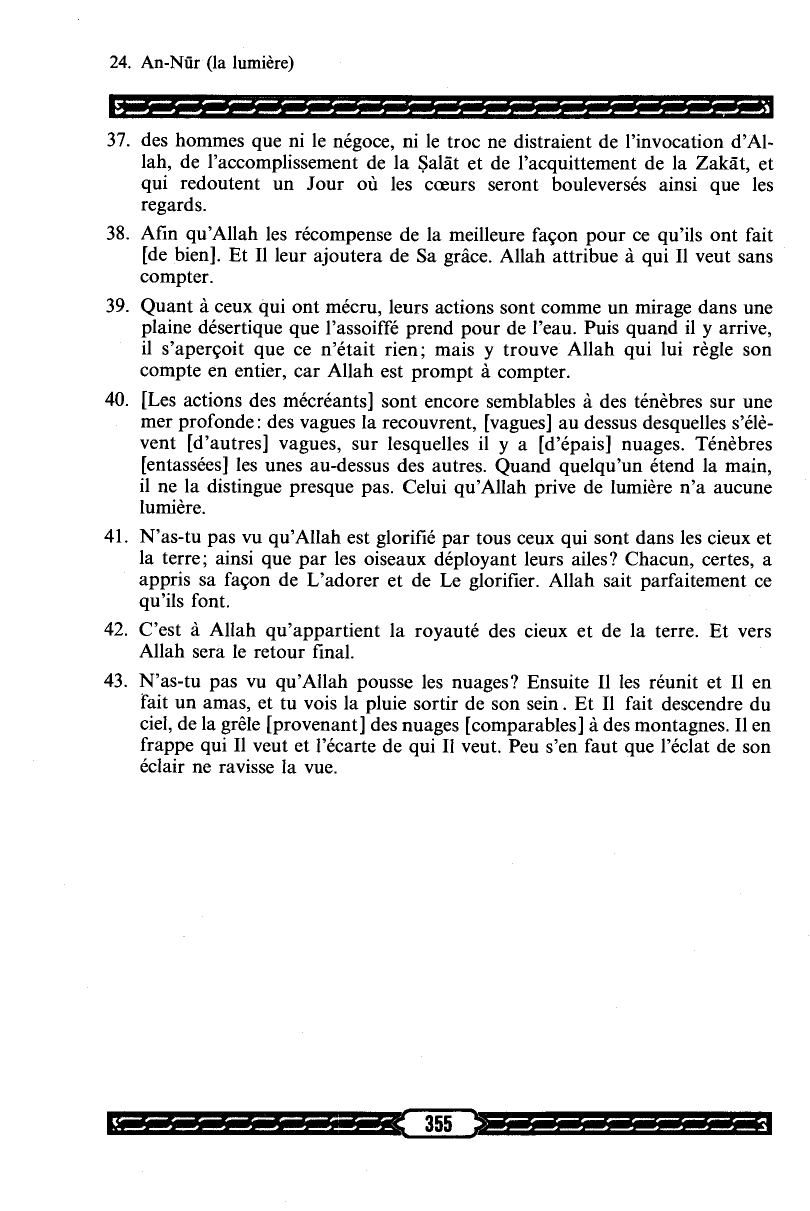 24. An-Nūr (la lumière)
37. des hommes que ni le négoce, ni le troc ne distraient de l'invocation d'Al-
lah, de l'accomplissement de la Ṣalāt et de l'acquittement de la Zakāt, et
qui redoutent un Jour où les cœurs seront bouleversés ainsi que les
regards.
38. Afin qu'Allah les récompense de la meilleure façon pour ce qu'ils ont fait
[de bien]. Et Il leur ajoutera de Sa grâce. Allah attribue à qui Il veut sans
compter.
39. Quant à ceux qui ont mécru, leurs actions sont comme un mirage dans une
plaine désertique que l'assoiffé prend pour de l'eau. Puis quand il y arrive,
il s'aperçoit que ce n'était rien; mais y trouve Allah qui lui règle son
compte en entier, car Allah est prompt à compter.
40. [Les actions des mécréants] sont encore semblables à des ténèbres sur une
mer profonde: des vagues la recouvrent, [vagues] au dessus desquelles s'élè-
vent [d'autres] vagues, sur lesquelles il y a [d'épais] nuages. Ténèbres
[entassées] les unes au-dessus des autres. Quand quelqu'un étend la main,
il ne la distingue presque pas. Celui qu'Allah prive de lumière n'a aucune
lumière.
41. N'as-tu pas vu qu'Allah est glorifié par tous ceux qui sont dans les cieux et
la terre; ainsi que par les oiseaux déployant leurs ailes? Chacun, certes, a
appris sa façon de L'adorer et de Le glorifier. Allah sait parfaitement ce
qu'ils font.
42. C'est à Allah qu'appartient la royauté des cieux et de la terre. Et vers
Allah sera le retour final.
43. N'as-tu pas vu qu'Allah pousse les nuages? Ensuite Il les réunit et Il en
fait un amas, et tu vois la pluie sortir de son sein. Et Il fait descendre du
ciel, de la grêle [provenant] des nuages [comparables] à des montagnes. Il en
frappe qui Il veut et l'écarte de qui Il veut. Peu s'en faut que l'éclat de son
éclair ne ravisse la vue.
355